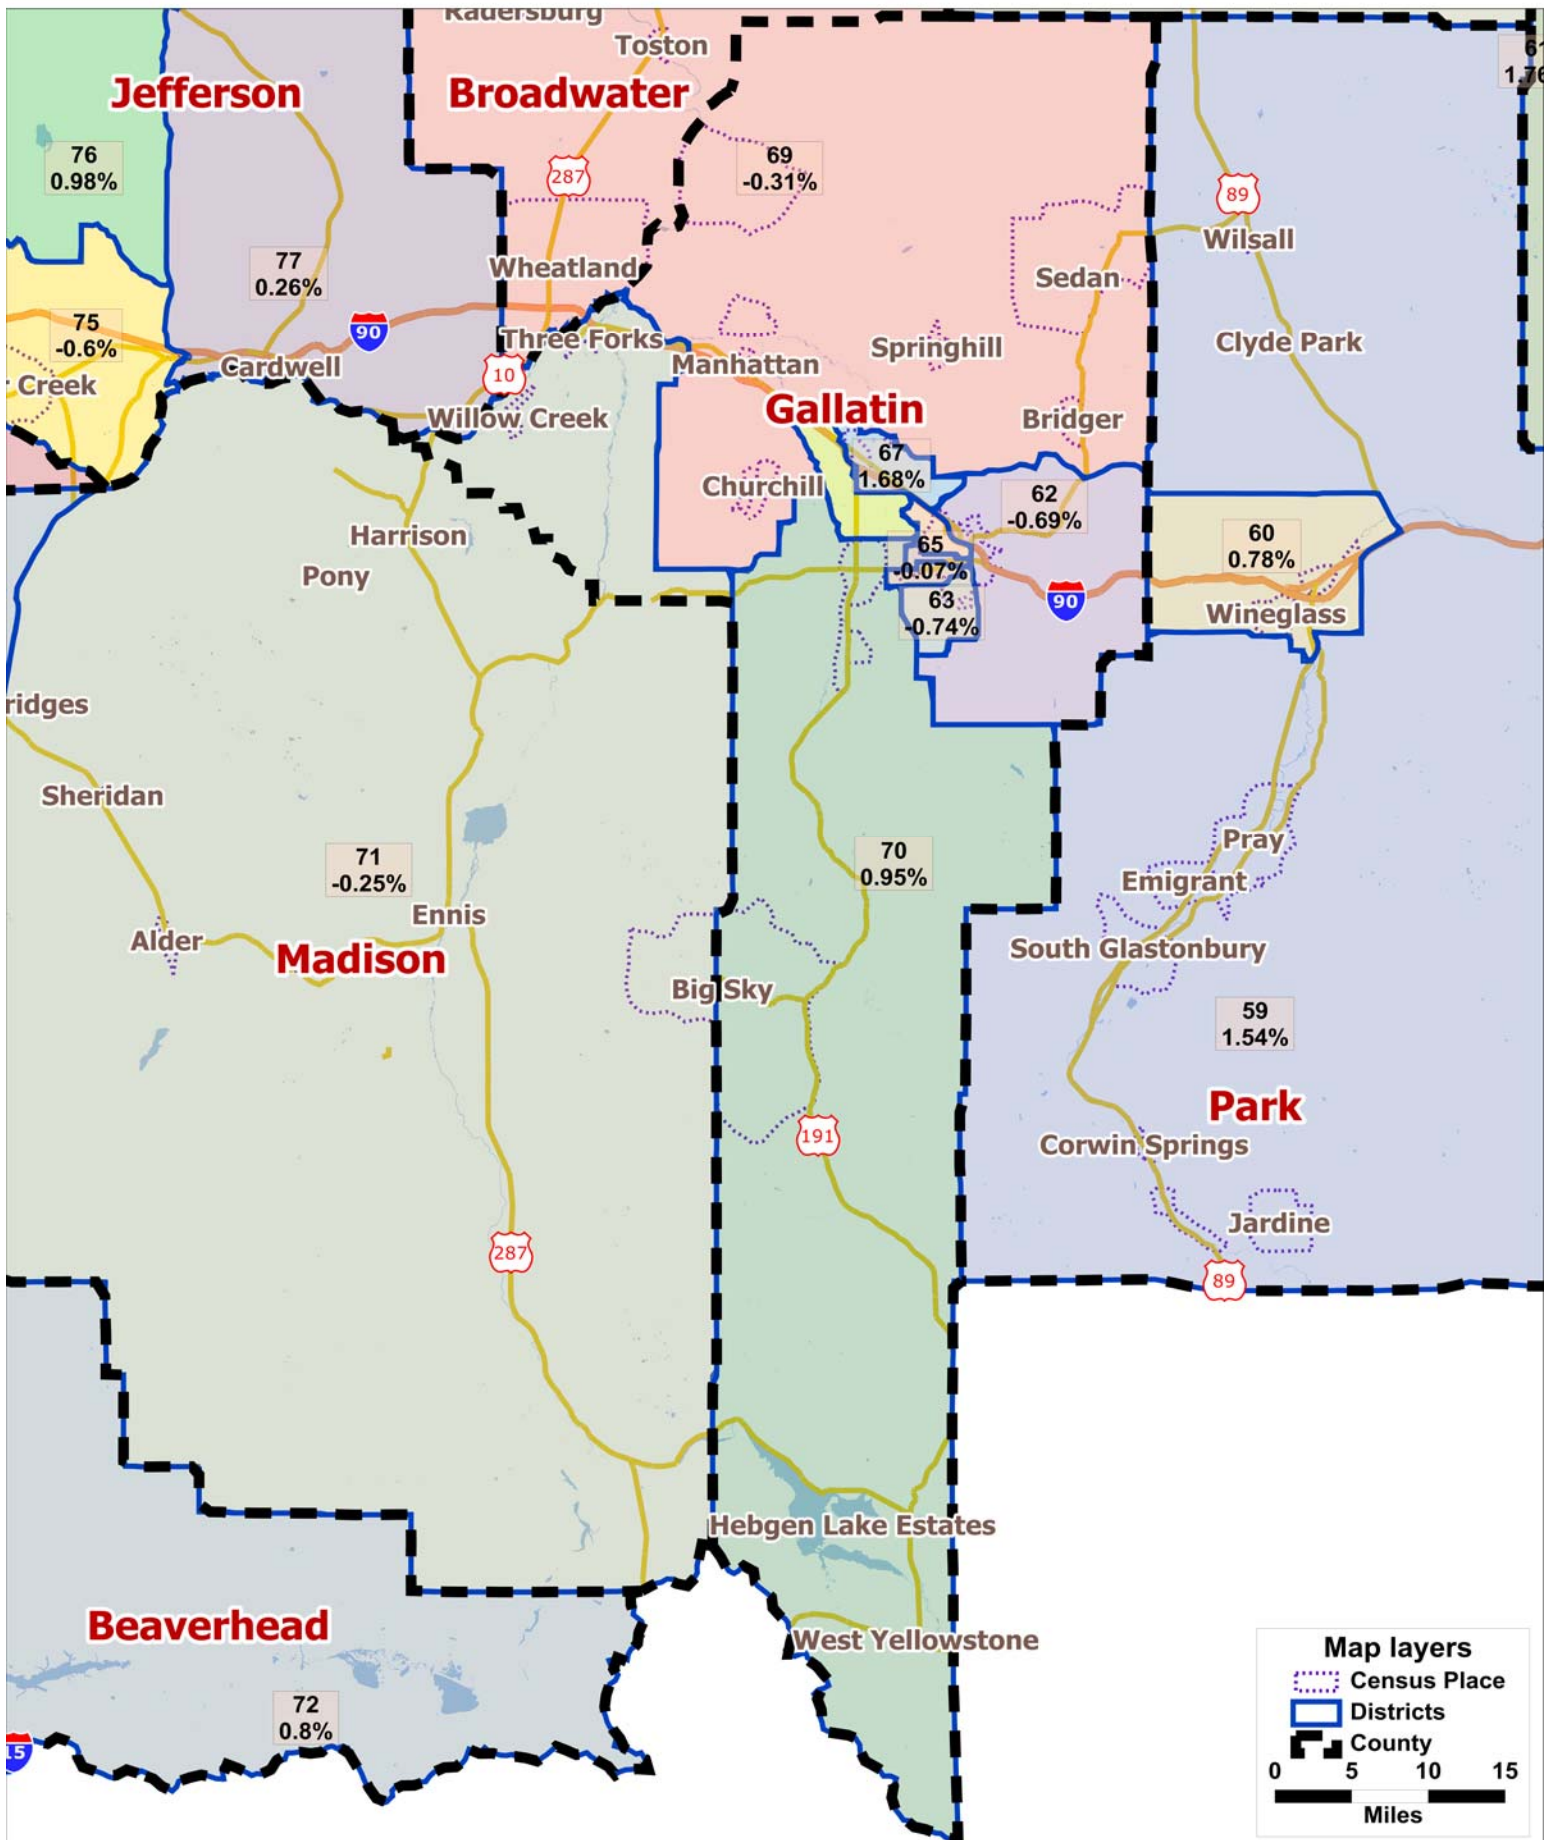 Radersburg
Toston
Jefferson
Broadwater
61
1.76
76
0.98%
69
-0.31%
287
89
Wilsall
77
0.26%
Wheatland
Sedan
75
-0.6%
90
Three Forks
Springhill
Clyde Park
Creek
Cardwell
10
Manhattan
Willow Creek
Gallatin
Bridger
67
1.68%
Churchill
62
-0.69%
Harrison
65
-0.07%
60
0.78%
Pony
63
-0.74%
90
Wineglass
ridges
Sheridan
71
-0.25%
70
0.95%
Pray
Emigrant
Ennis
Alder
Madison
South Glastonbury
Big Sky
59
1.54%
Park
191
Corwin Springs
287
Jardine
89
Hebgen Lake Estates
Beaverhead
West Yellowstone
72
0.8%
15
Map layers
Census Place
Districts
County
0 5 10 15
Miles